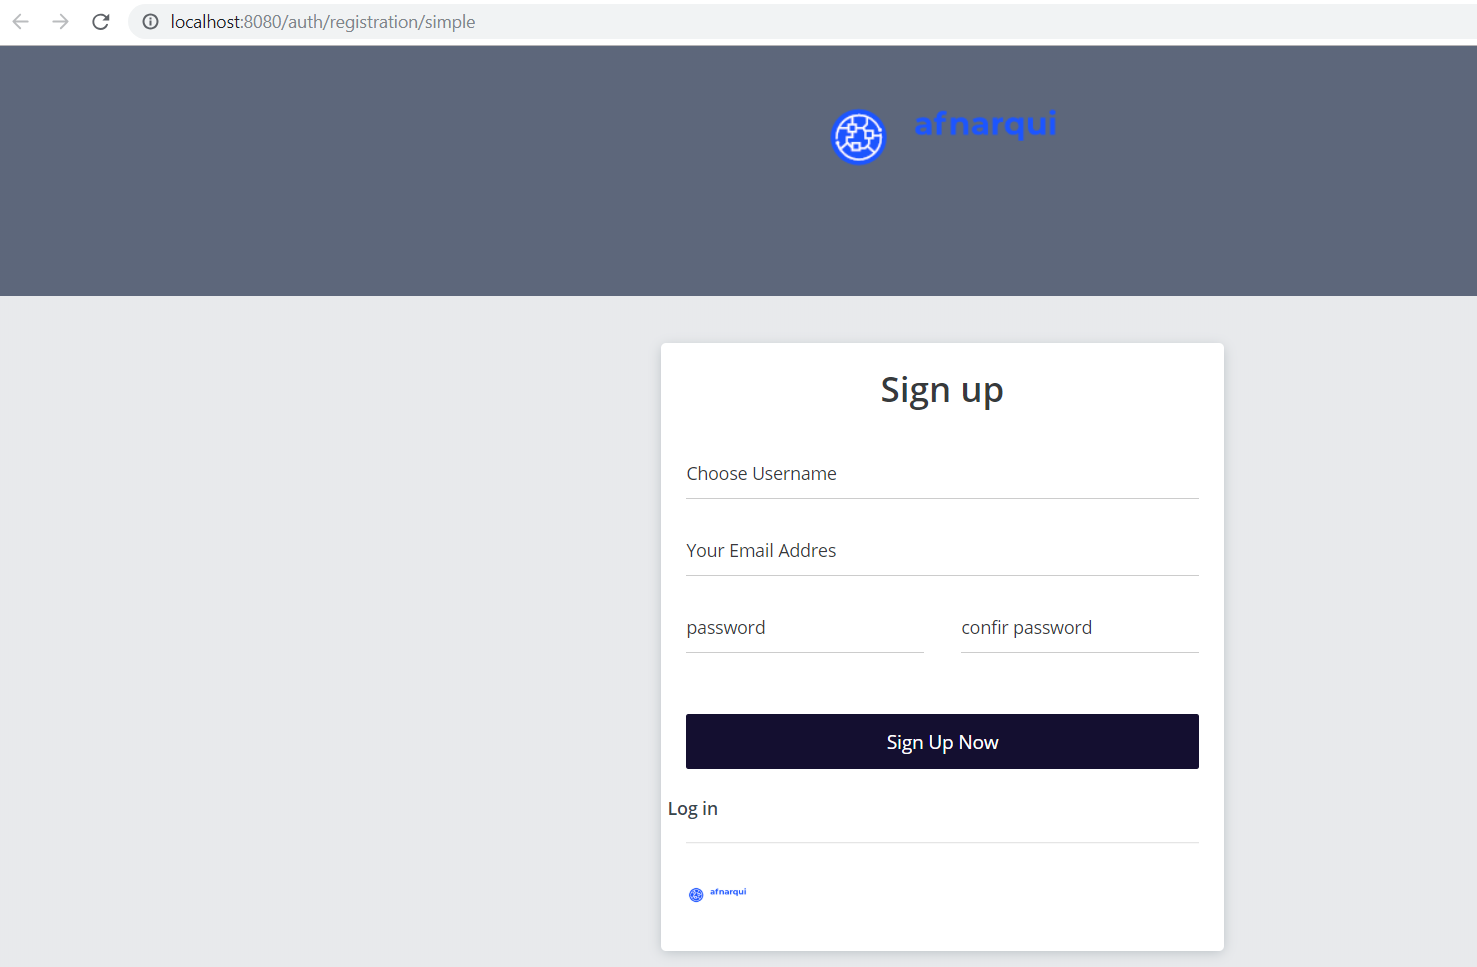 localhost:8080/auth/registration/simple
afnarqui
Sign up
Choose Username
Your Email Addres
password confir password
Sign Up Now
Log in
afnarqui